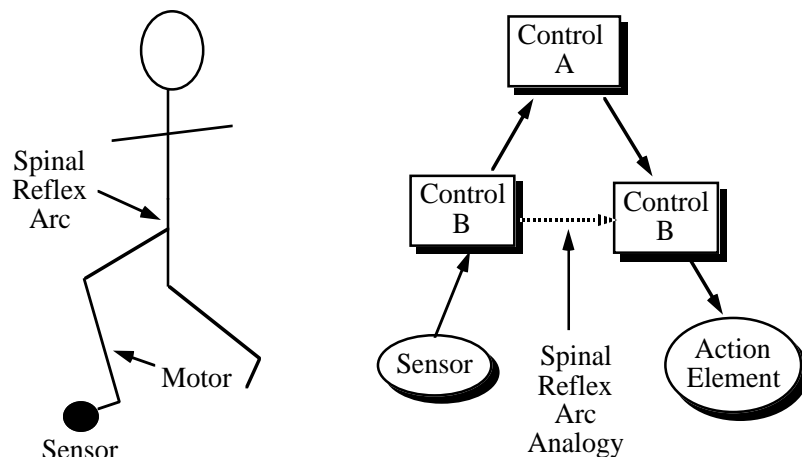 Spinal
Reflex
Arc
Motor
Sensor
Control
A
Control
B
Control
B
Sensor
Spinal
Reflex
Arc
Analogy
Action
Element